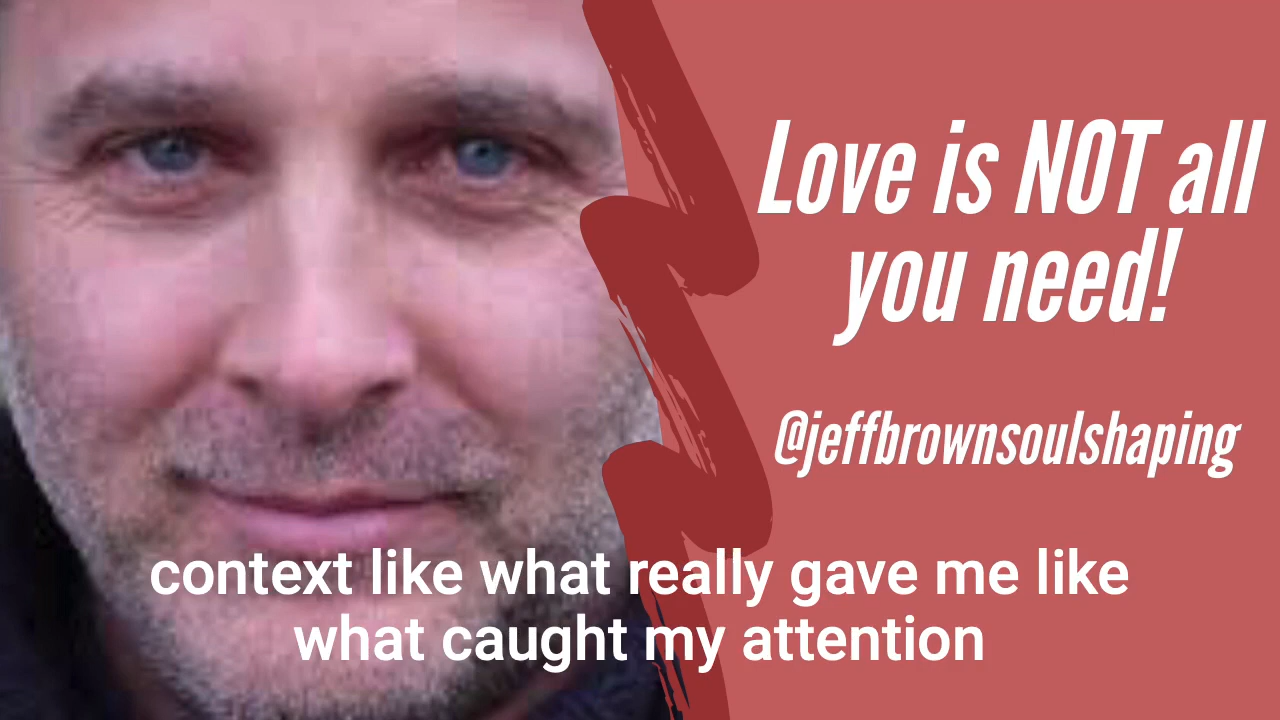 Love is NOT all
you need!
@jeffbrownsoulshaping
context like what really gave me like
what caught my attention